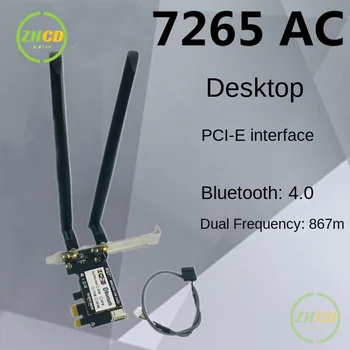 ZHCD
7265 AC
Desktop
PCI-E interface
Bluetooth: 4.0
Dual Frequency: 867m
ZHCD